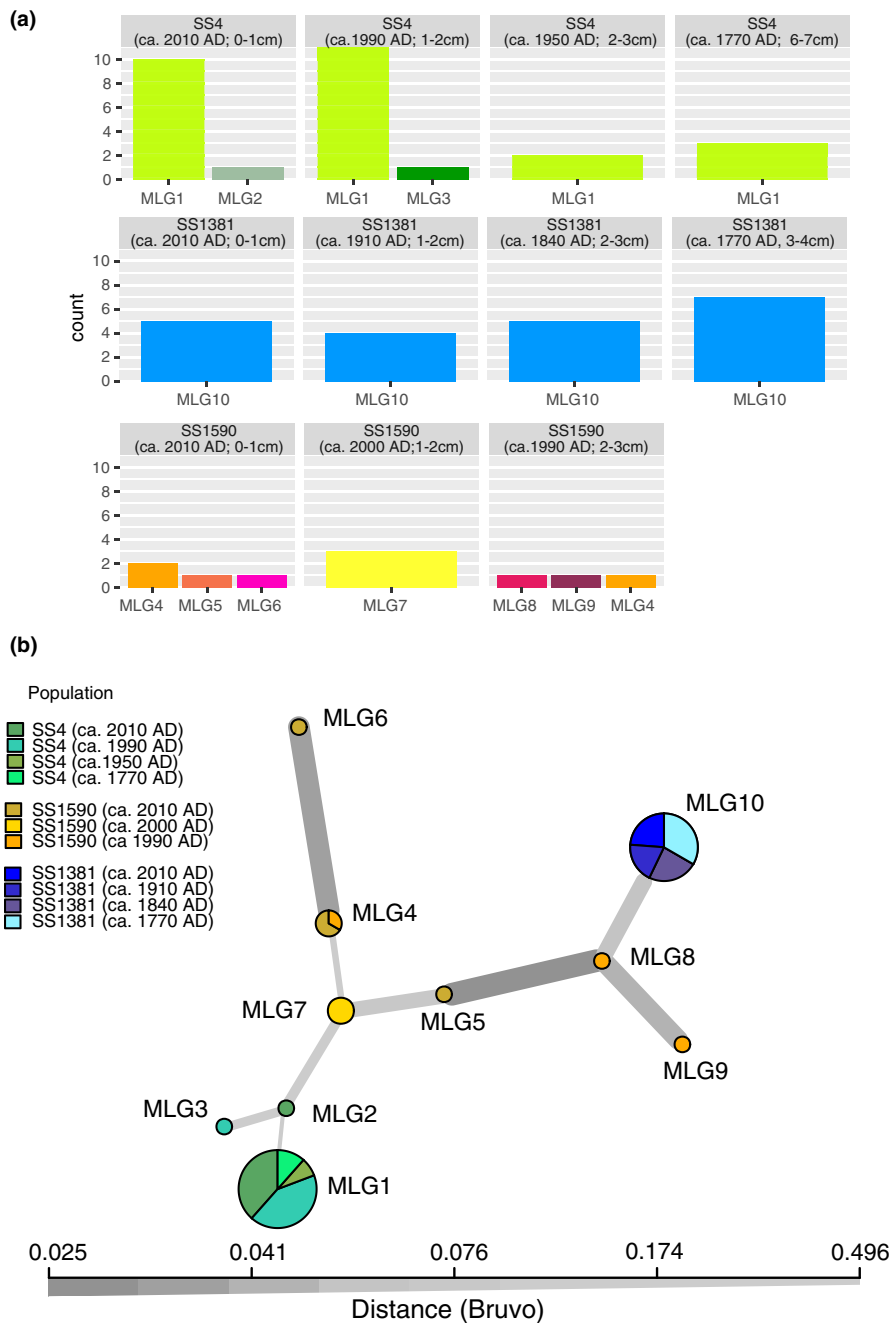 (a)
SS4 SS4 SS4 SS4
(ca. 2010 AD; 0-1cm) (ca.1990 AD; 1-2cm) (ca. 1950 AD; 2-3cm) (ca. 1770 AD; 6-7cm)
10
8
6
4
2
0
MLG1 MLG2 MLG1 MLG3 MLG1 MLG1
SS1381 SS1381 SS1381 SS1381
(ca. 2010 AD; 0-1cm) (ca. 1910 AD; 1-2cm) (ca. 1840 AD; 2-3cm) (ca. 1770 AD, 3-4cm)
count
10
8
6
4
2
0
MLG10 MLG10 MLG10 MLG10
SS1590 SS1590 SS1590
(ca. 2010 AD; 0-1cm) (ca. 2000 AD;1-2cm) (ca.1990 AD; 2-3cm)
10
8
6
4
2
0
MLG4 MLG5 MLG6 MLG7 MLG8 MLG9 MLG4
(b)
Population
SS4 (ca. 2010 AD)
SS4 (ca. 1990 AD)
SS4 (ca.1950 AD)
SS4 (ca. 1770 AD)
SS1590 (ca. 2010 AD)
SS1590 (ca. 2000 AD)
SS1590 (ca 1990 AD)
SS1381 (ca. 2010 AD)
SS1381 (ca. 1910 AD)
SS1381 (ca. 1840 AD)
SS1381 (ca. 1770 AD)
MLG6
MLG10
MLG4
MLG8
MLG7
MLG5
MLG9
MLG3
MLG2
MLG1
0.025 0.041 0.076 0.174 0.496
Distance (Bruvo)